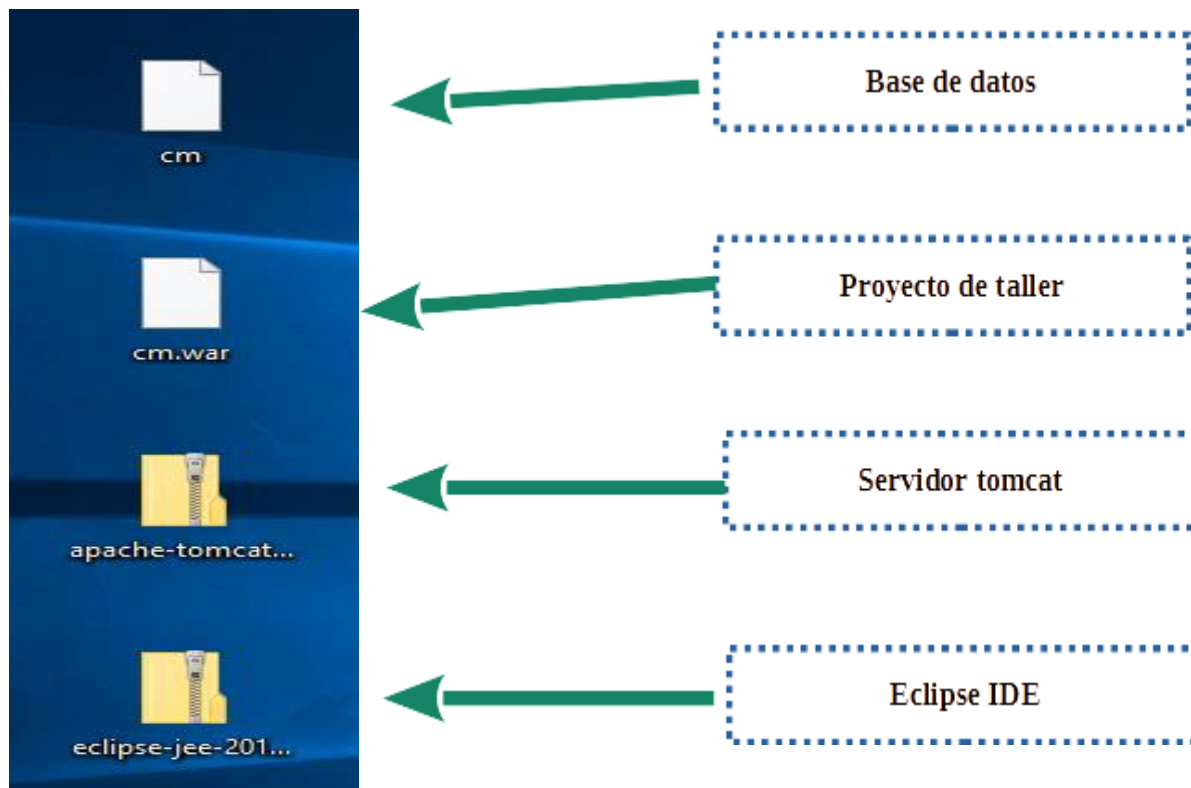 cm
Base de datos
cm.war
Proyecto de taller
apache-tomcat...
Servidor tomcat
eclipse-jee-201...
Eclipse IDE